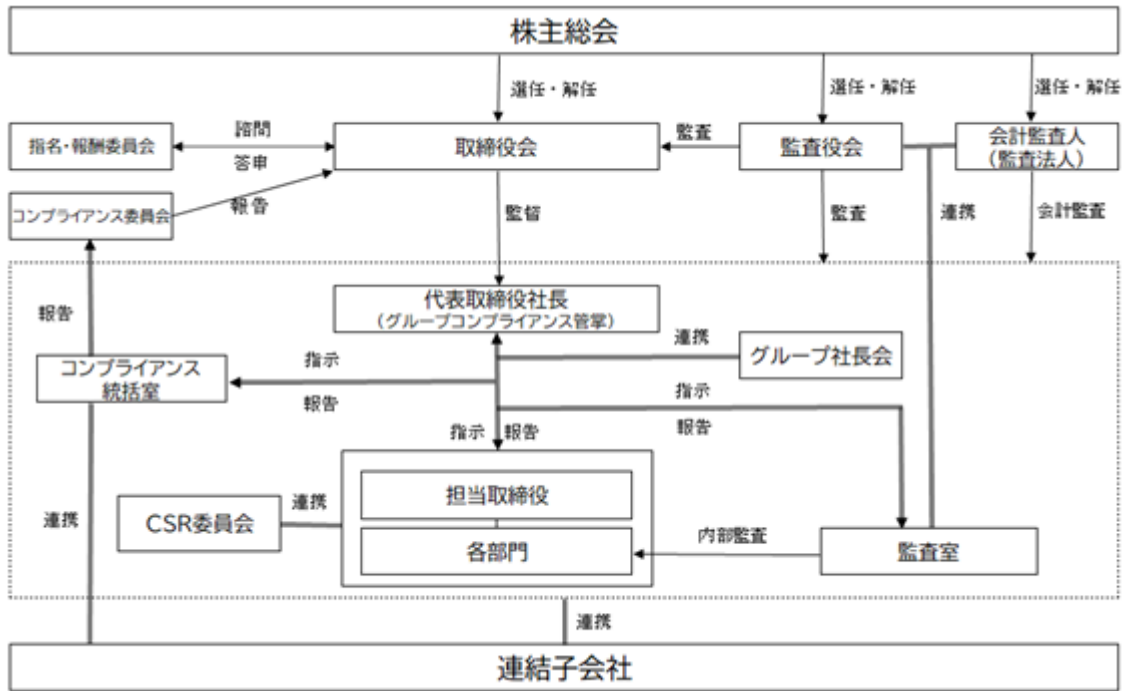 株主総会
選任・解任
選任・解任
選任・解任
指名・報酬委員会
諮問
答申
取締役会
監査
監査役会
会計監査人
（監査法人）
コンプライアンス委員会
報告
監督
監査
連携
会計監査
代表取締役社長
（グループコンプライアンス管掌）
報告
連携
グループ社長会
コンプライアンス
統括室
指示
報告
指示
報告
指示
報告
担当取締役
連携
CSR委員会
各部門
内部監査
監査室
連携
連携
連結子会社